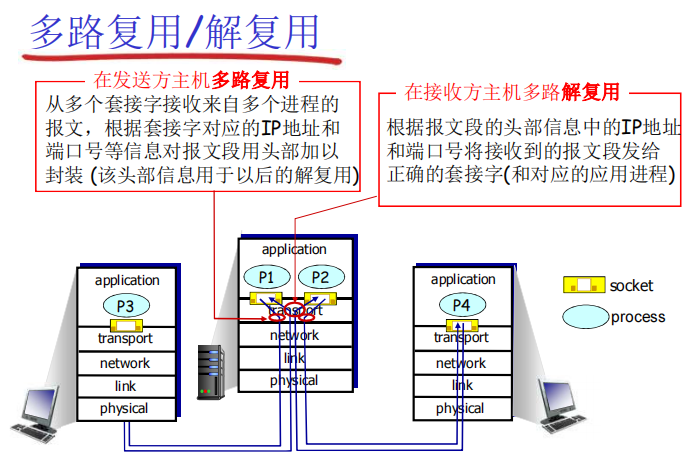 多路复用/解复用
在发送方主机多路复用
从多个套接字接收来自多个进程的
报文，根据套接字对应的IP地址和
端口号等信息对报文段用头部加以
封装 (该头部信息用于以后的解复用)
在接收方主机多路解复用
根据报文段的头部信息中的IP地址
和端口号将接收到的报文段发给
正确的套接字(和对应的应用进程)
application
P3
transport
network
link
physical
application
P1
P2
transport
network
link
physical
application
P4
transport
network
link
physical
socket
process